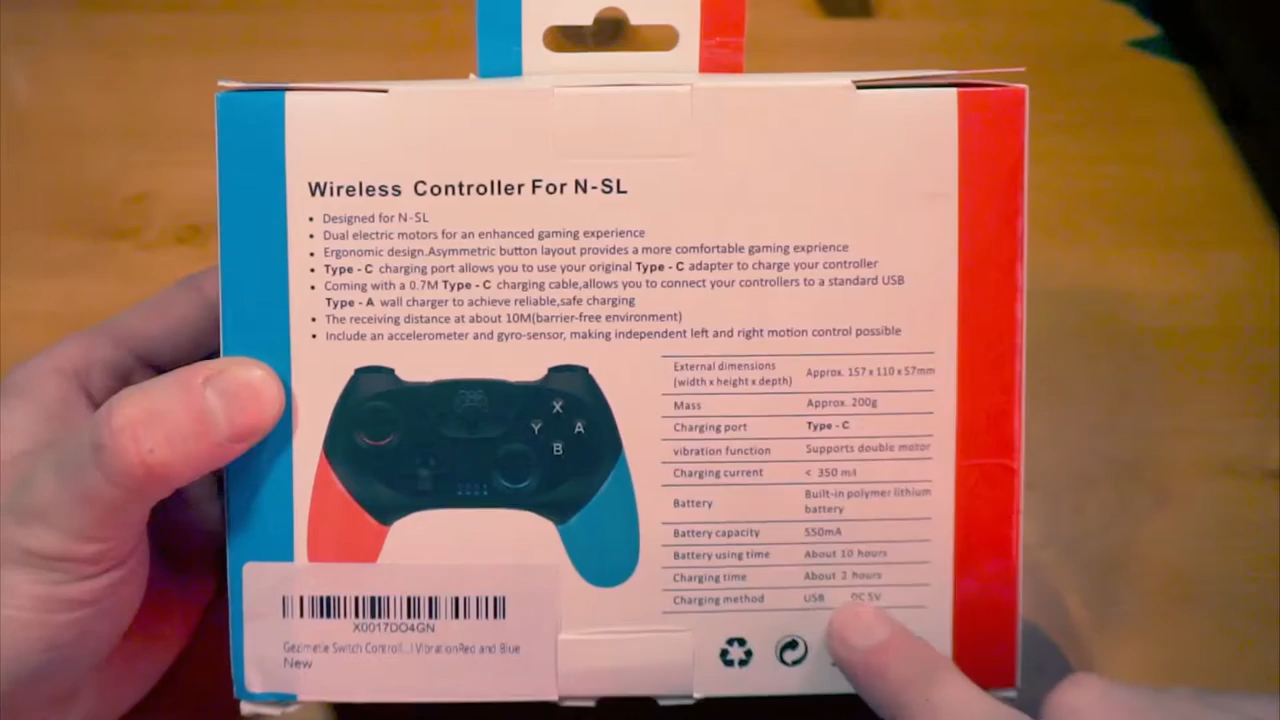 Wireless Controller For N-SL
• Designed for N-SL
• Dual electric motors for an enhanced gaming experience
• Ergonomic design.Asymmetric button layout provides a more comfortable gaming exprience
• Type - C charging port allows you to use your original Type - C adapter to charge your controller
• Coming with a 0.7M Type - C charging cable,allows you to connect your controllers to a standard USB
Type - A wall charger to achieve reliable,safe charging
• The receiving distance at about 10M(barrier-free environment)
• Include an accelerometer and gyro-sensor, making independent left and right motion control possible
X
Y A
B
External dimensions
(width x height x depth) Approx. 157 x 110 x 57mm
Mass Approx. 200g
Charging port Type - C
vibration function Supports double motor
Charging current < 350 mA
Battery Built-in polymer lithium
battery
Battery capacity 550mA
Battery using time About 10 hours
Charging time About 2 hours
Charging method USB DC 5V
X0017DO4GN
Switch Control...l VibrationRed and Blue
New